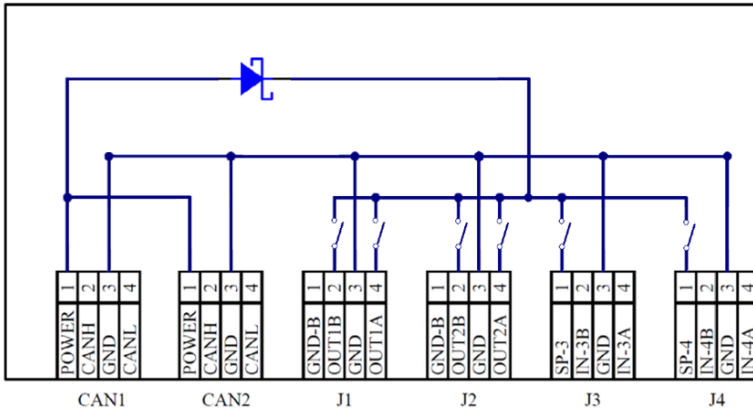 1 2 3 4 1 2 3 4 1 2 3 4 1 2 3 4 1 2 3 4 1 2 3 4
POWER CANH GND CANL POWER CANH GND CANL GND-B OUT1B GND OUT1A GND-B OUT2B GND OUT2A SP-3 IN-3B GND IN-3A SP-4 IN-4B GND IN-4A
CAN1 CAN2 J1 J2 J3 J4